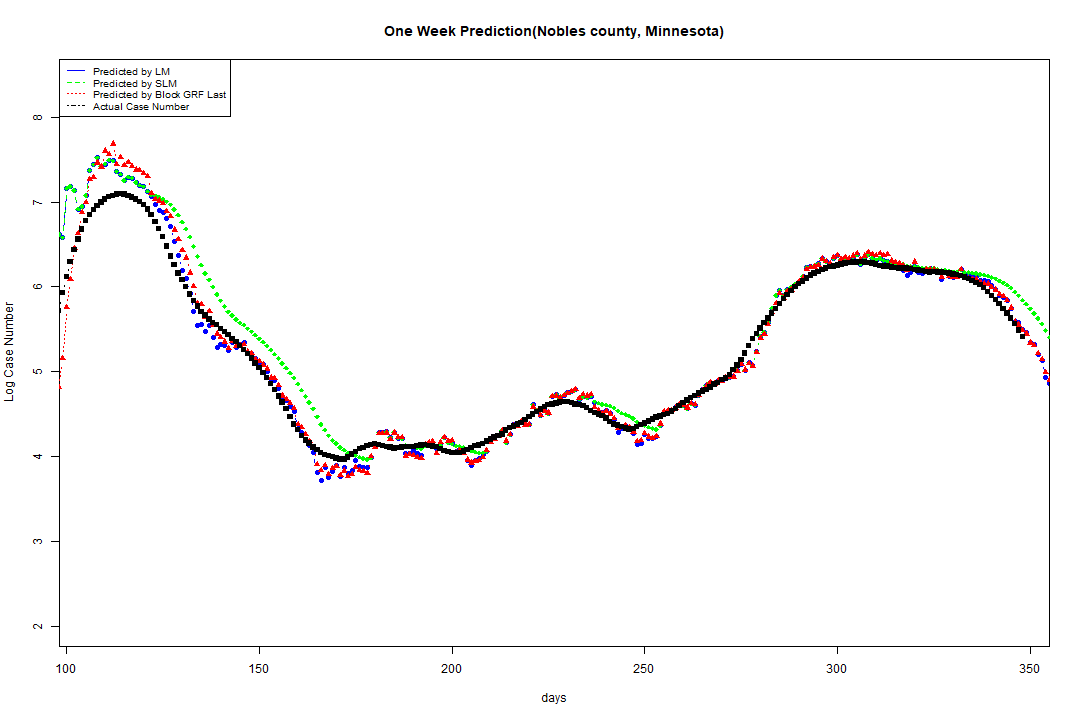 One Week Prediction(Nobles county, Minnesota)
Predicted by LM
Predicted by SLM
Predicted by Block GRF Last
Actual Case Number
Log Case Number
8
7
6
5
4
3
2
100 150 200 250 300 350
days